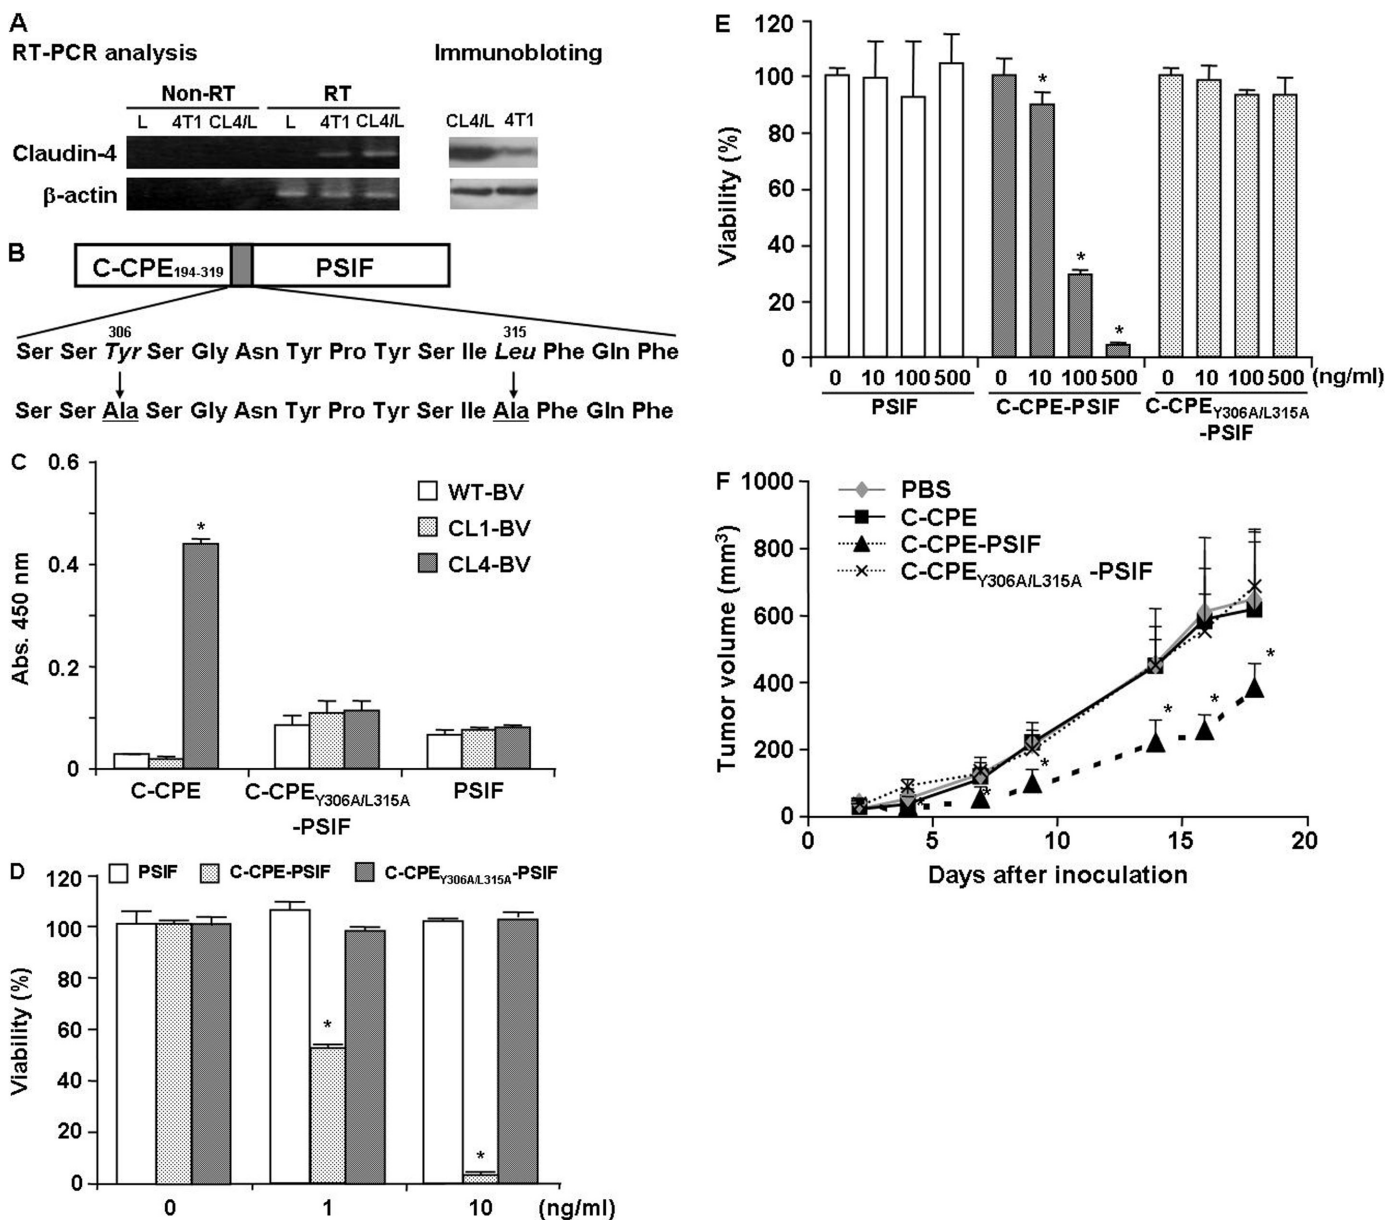 A
RT-PCR analysis
Immunobloting
Non-RT RT
L 4T1 CL4/L L 4T1 CL4/L
CL4/L 4T1
Claudin-4
β-actin
B
C-CPE194-319 PSIF
306 315
Ser Ser Tyr Ser Gly Asn Tyr Pro Tyr Ser Ile Leu Phe Gln Phe
Ser Ser Ala Ser Gly Asn Tyr Pro Tyr Ser Ile Ala Phe Gln Phe
C
Abs. 450 nm
0.6
0.4
0.2
0
*
WT-BV
CL1-BV
CL4-BV
C-CPE C-CPEY306A/L315A PSIF
-PSIF
D
PSIF C-CPE-PSIF C-CPEY306A/L315A-PSIF
Viability (%)
120
100
80
60
40
20
0
*
*
0 1 10 (ng/ml)
E
Viability (%)
120
100
80
60
40
20
0
*
*
*
0 10 100 500 0 10 100 500 0 10 100 500 (ng/ml)
PSIF C-CPE-PSIF C-CPEY306A/L315A
-PSIF
F
Tumor volume (mm3)
1000
800
600
400
200
0
PBS
C-CPE
C-CPE-PSIF
C-CPEY306A/L315A -PSIF
*
*
*
*
*
*
0 5 10 15 20
Days after inoculation